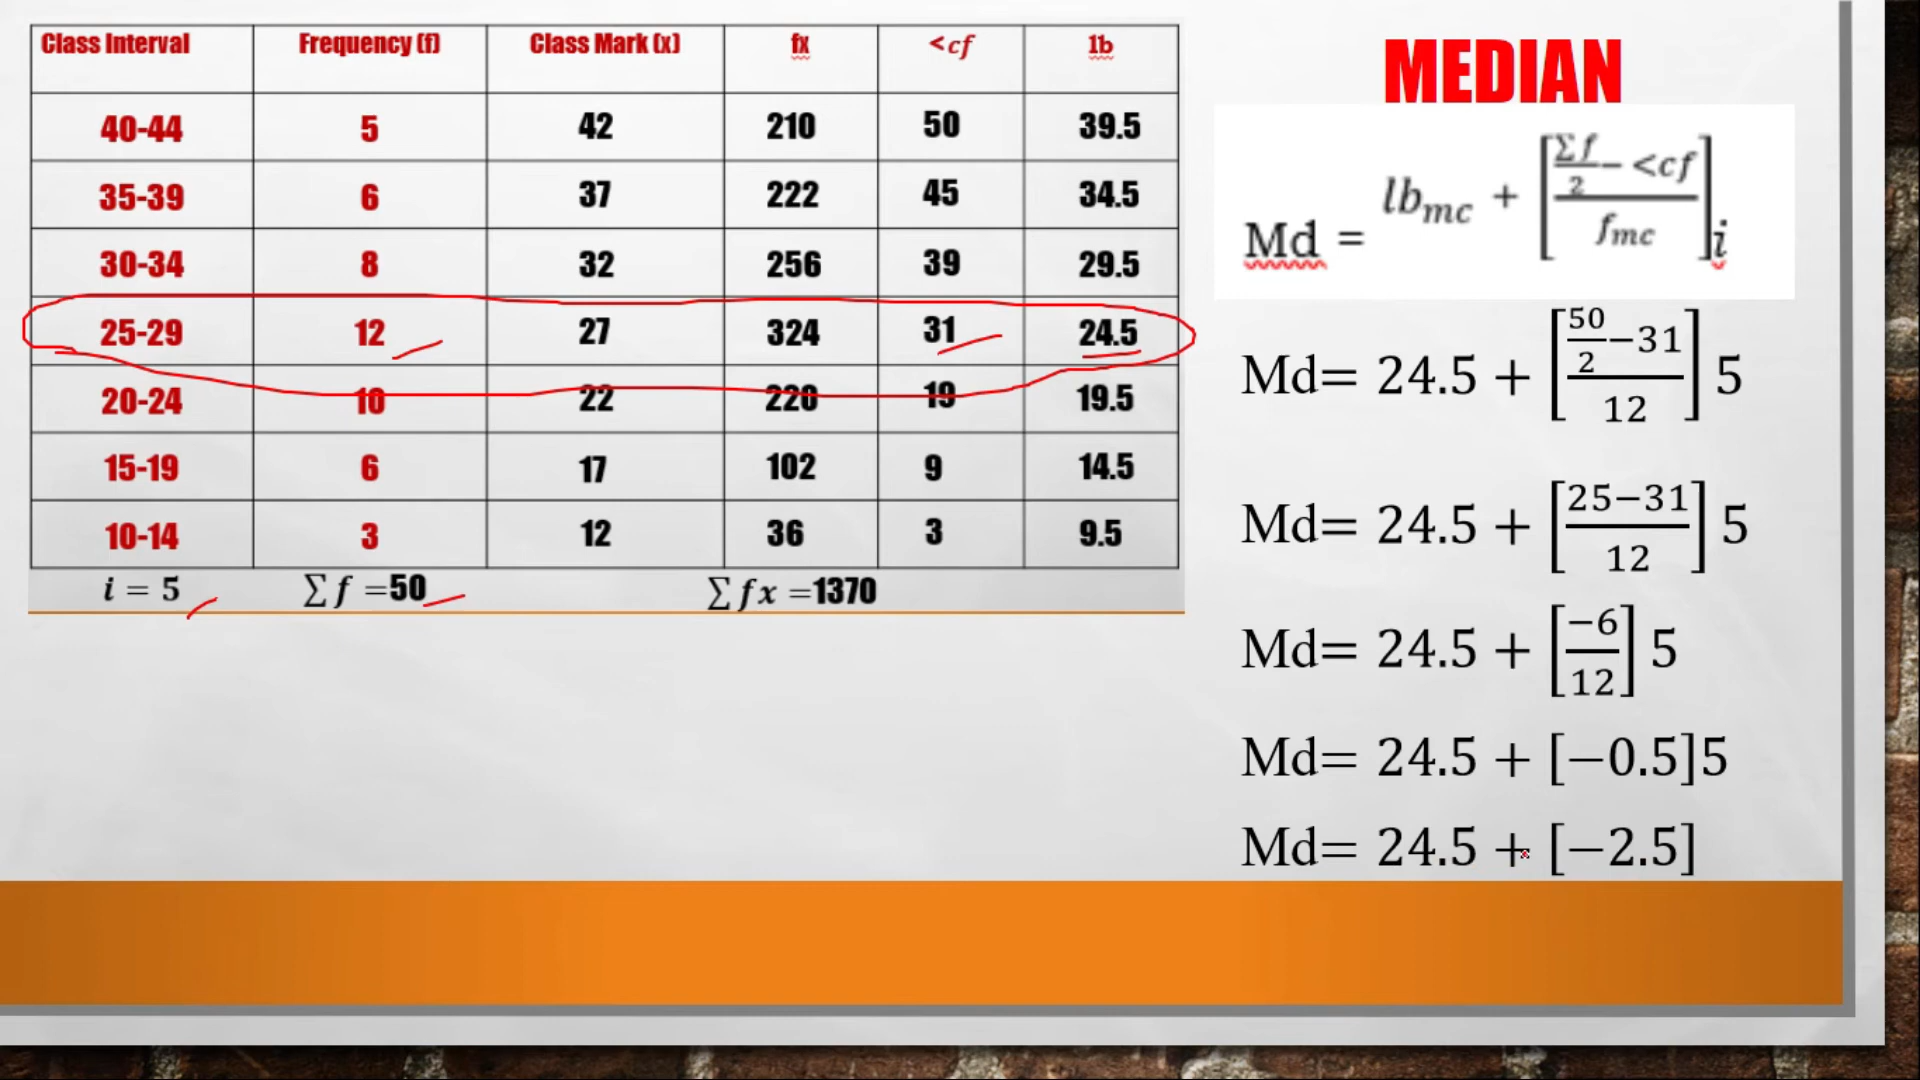 Class Interval Frequency (f) Class Mark (x) fx <cf lb
40-44 5 42 210 50 39.5
35-39 6 37 222 45 34.5
30-34 8 32 256 39 29.5
25-29 12 27 324 31 24.5
20-24 10 22 220 19 19.5
15-19 6 17 102 9 14.5
10-14 3 12 36 3 9.5
i = 5 ∑f =50 ∑fx =1370
MEDIAN
Md = lb_mc + [(∑f/2 − <cf)/f_mc] i
Md= 24.5 + [(50/2−31)/12] 5
Md= 24.5 + [(25−31)/12] 5
Md= 24.5 + [−6/12] 5
Md= 24.5 + [−0.5]5
Md= 24.5 + [−2.5]